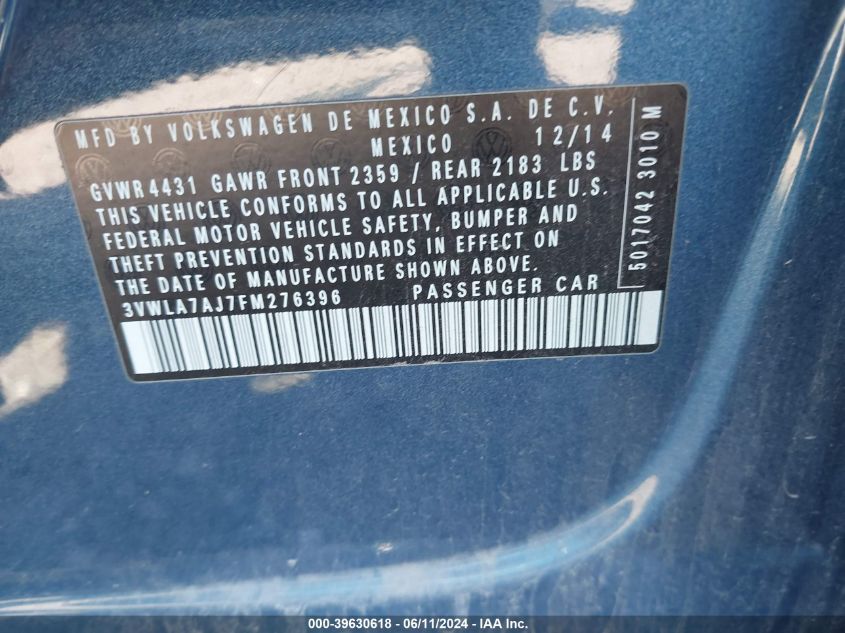 MFD BY VOLKSWAGEN DE MEXICO S.A. DE C.V.
MEXICO 12/14
GVWR 4431 GAWR FRONT 2359 / REAR 2183 LBS
THIS VEHICLE CONFORMS TO ALL APPLICABLE U.S.
FEDERAL MOTOR VEHICLE SAFETY, BUMPER AND
THEFT PREVENTION STANDARDS IN EFFECT ON
THE DATE OF MANUFACTURE SHOWN ABOVE.
3VWLA7AJ7FM276396 PASSENGER CAR
5017042 3010 M
000-39630618 - 06/11/2024 - IAA Inc.